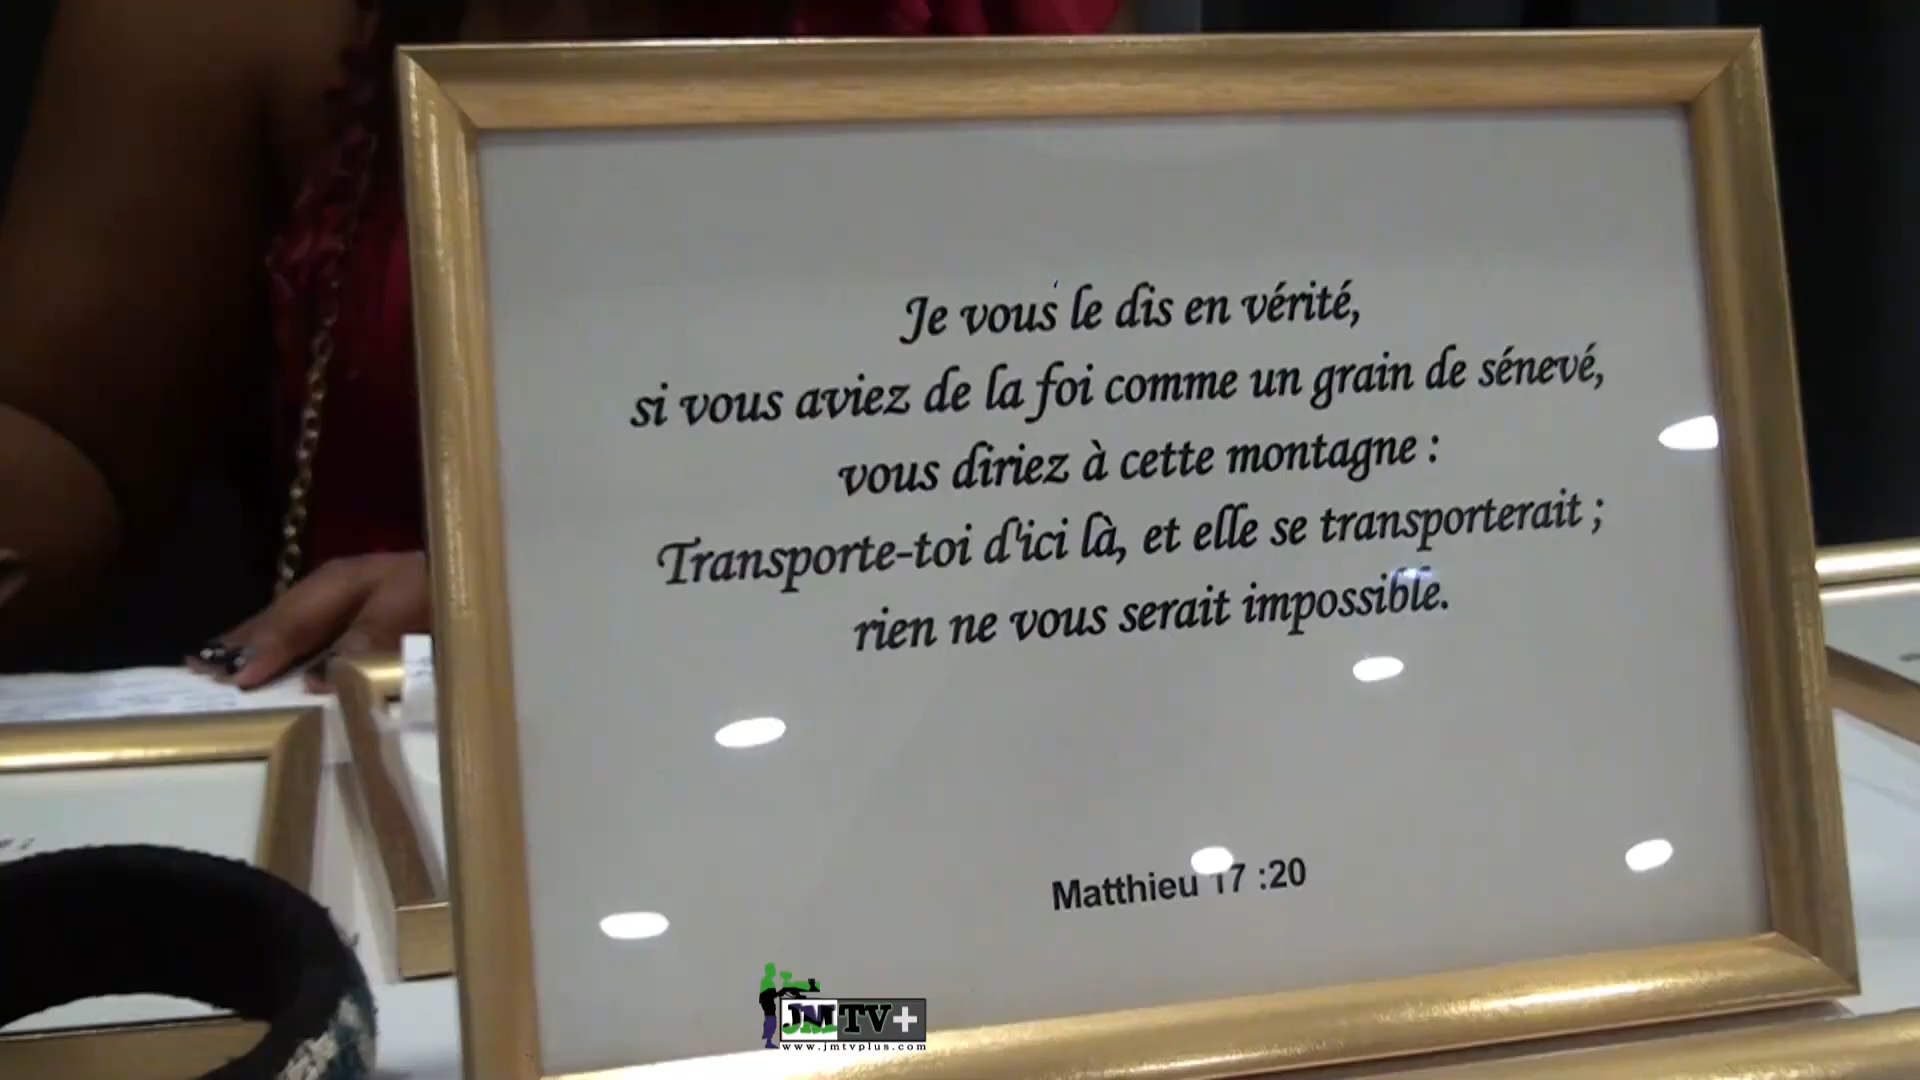 Je vous le dis en vérité,
si vous aviez de la foi comme un grain de sénevé,
vous diriez à cette montagne :
Transporte-toi d'ici là, et elle se transporterait ;
rien ne vous serait impossible.
Matthieu 17 :20
JMTV+
www.jmtvplus.com